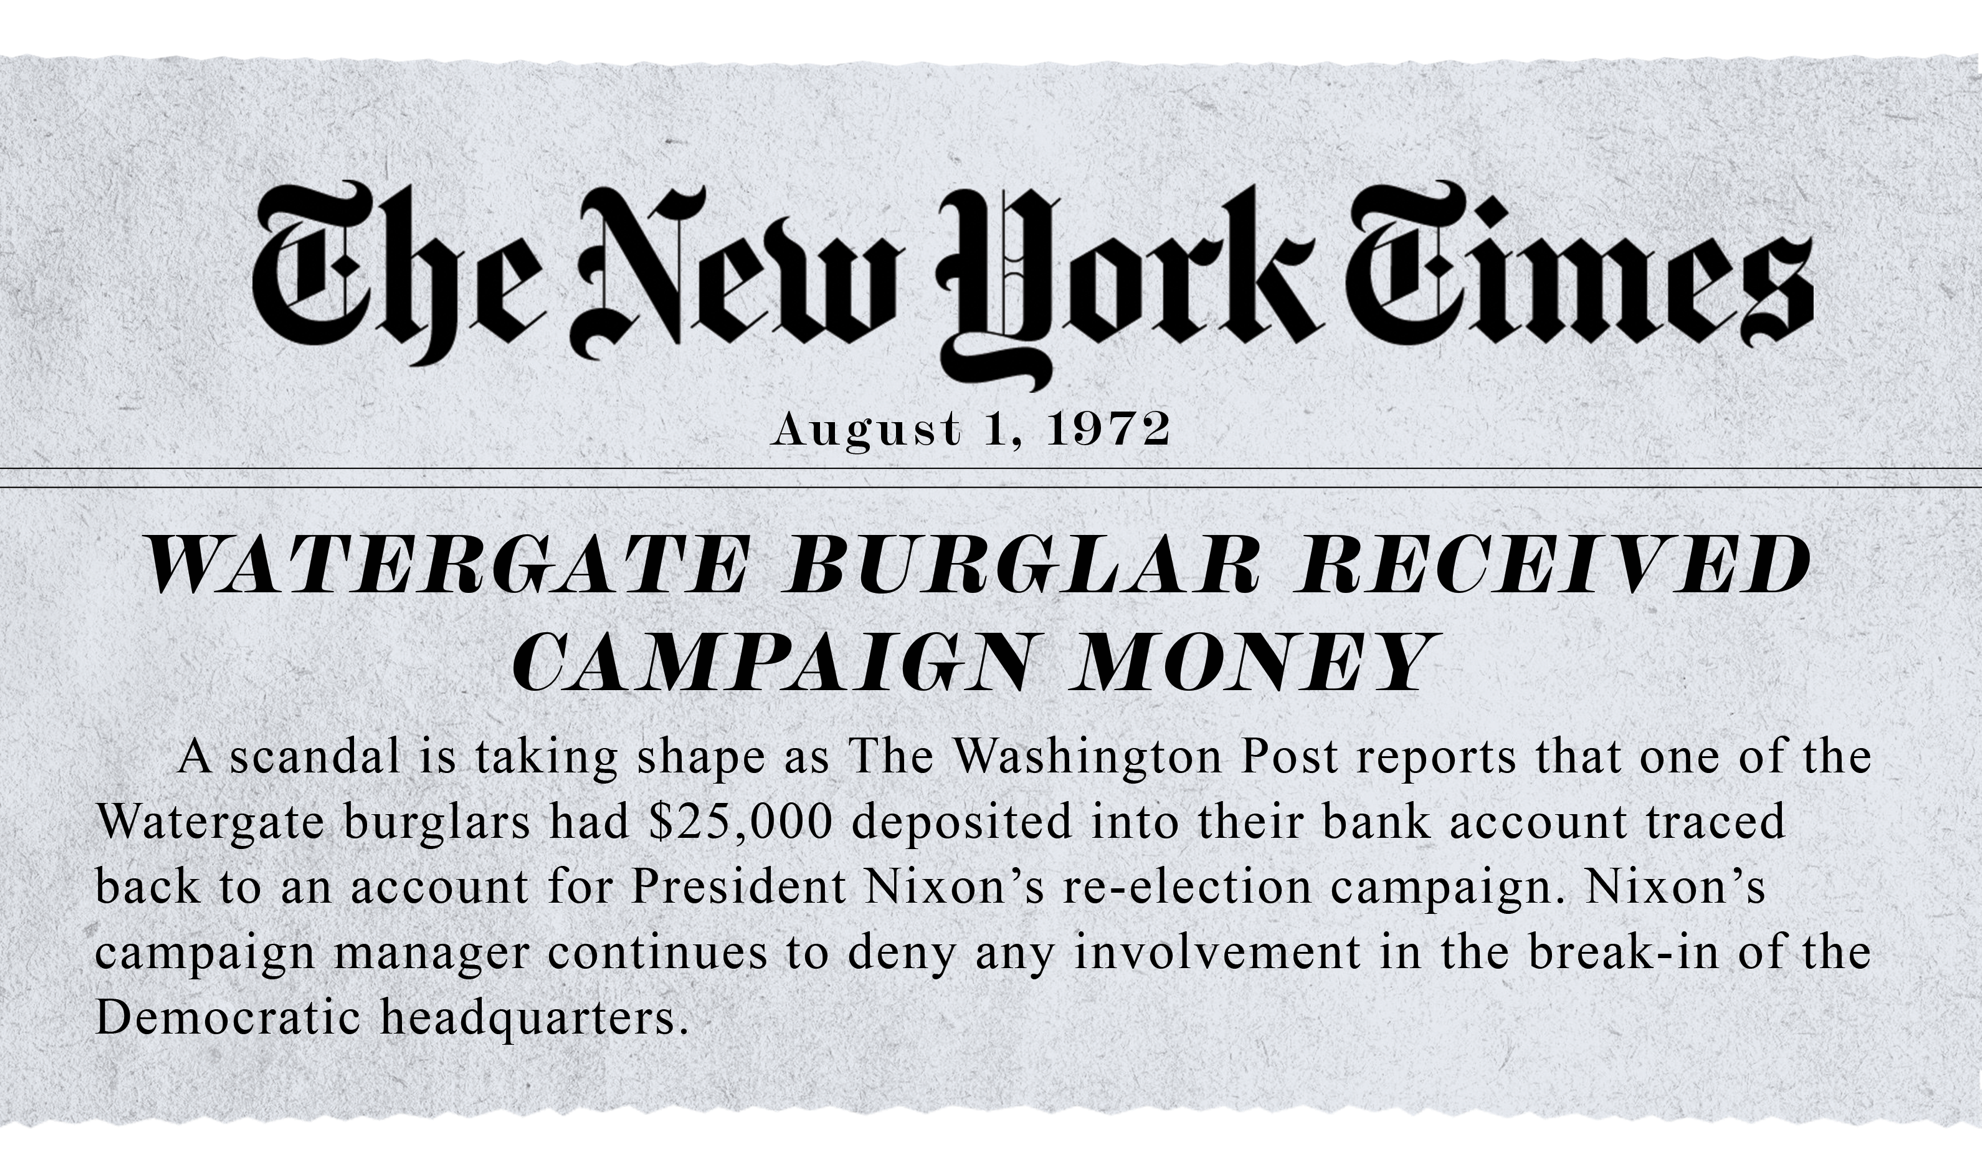 The New York Times
August 1, 1972
WATERGATE BURGLAR RECEIVED
CAMPAIGN MONEY
A scandal is taking shape as The Washington Post reports that one of the
Watergate burglars had $25,000 deposited into their bank account traced
back to an account for President Nixon’s re-election campaign. Nixon’s
campaign manager continues to deny any involvement in the break-in of the
Democratic headquarters.